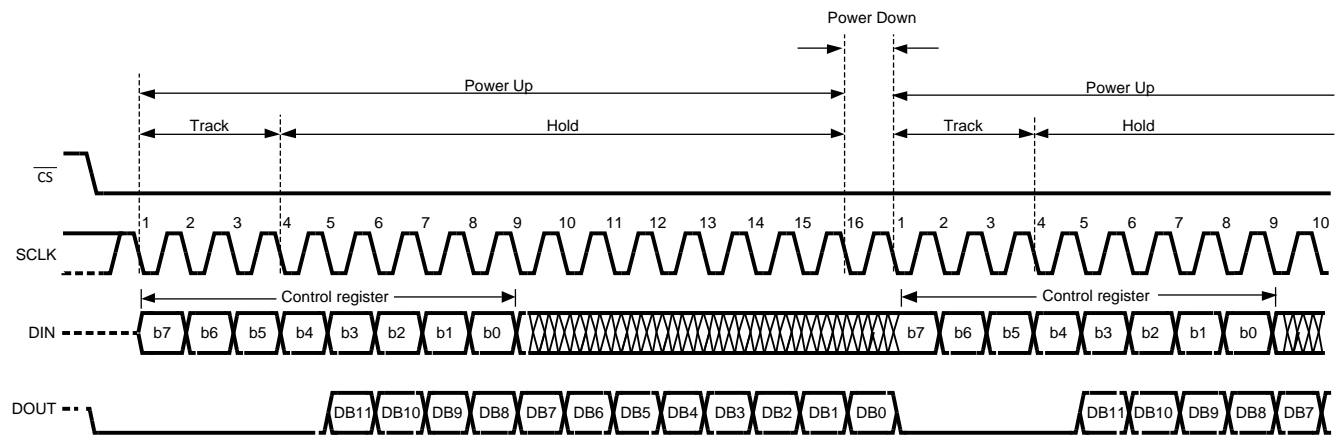 Power Down
Power Up Power Up
Track Hold Track Hold
CS
1 2 3 4 5 6 7 8 9 10 11 12 13 14 15 16 1 2 3 4 5 6 7 8 9 10
SCLK
Control register Control register
DIN b7 b6 b5 b4 b3 b2 b1 b0 b7 b6 b5 b4 b3 b2 b1 b0
DOUT DB11 DB10 DB9 DB8 DB7 DB6 DB5 DB4 DB3 DB2 DB1 DB0 DB11 DB10 DB9 DB8 DB7